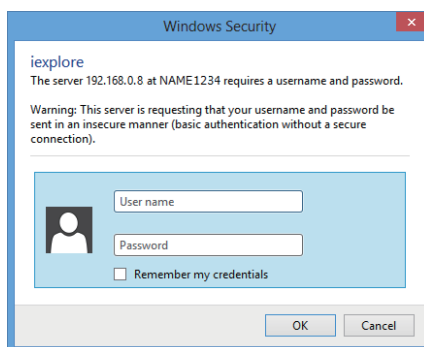 Windows Security
iexplore
The server 192.168.0.8 at NAME1234 requires a username and password.
Warning: This server is requesting that your username and password be
sent in an insecure manner (basic authentication without a secure
connection).
User name
Password
Remember my credentials
OK Cancel